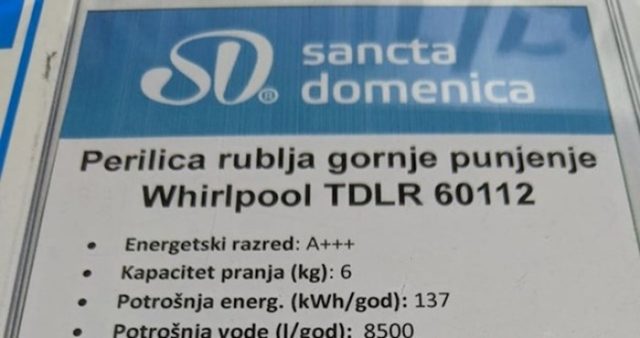 SD®
sancta
domenica
Perilica rublja gornje punjenje
Whirlpool TDLR 60112
• Energetski razred: A+++
• Kapacitet pranja (kg): 6
• Potrošnja energ. (kWh/god): 137
• Potrošnja vode (l/god): 8500